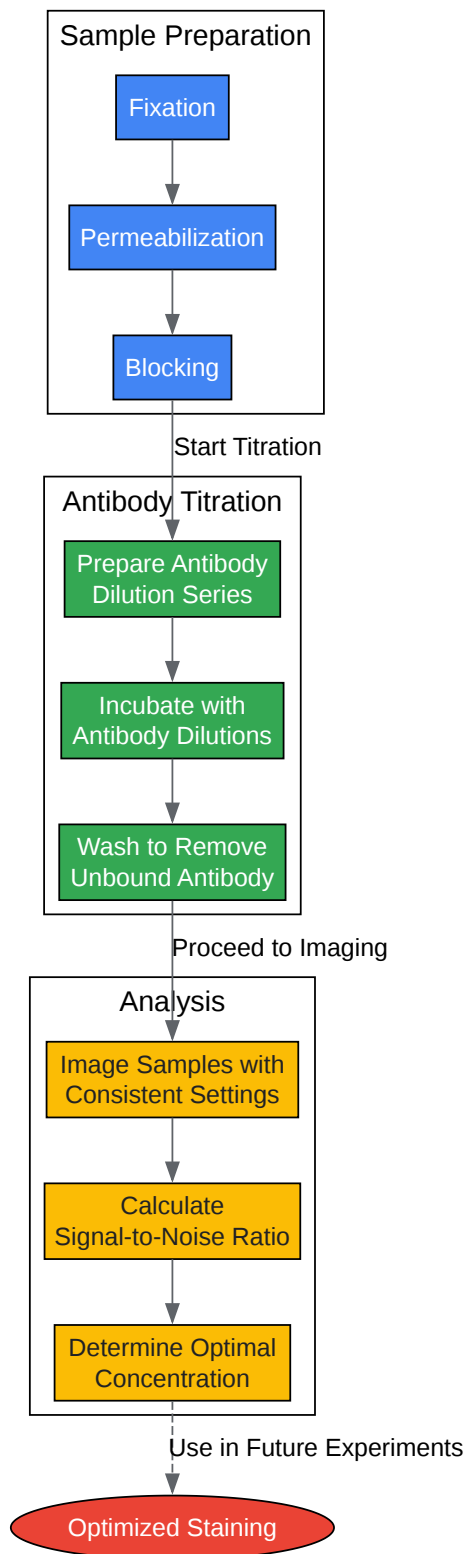 Sample Preparation
Fixation
Permeabilization
Blocking
Start Titration
Antibody Titration
Prepare Antibody
Dilution Series
Incubate with
Antibody Dilutions
Wash to Remove
Unbound Antibody
Proceed to Imaging
Analysis
Image Samples with
Consistent Settings
Calculate
Signal-to-Noise Ratio
Determine Optimal
Concentration
Use in Future Experiments
Optimized Staining